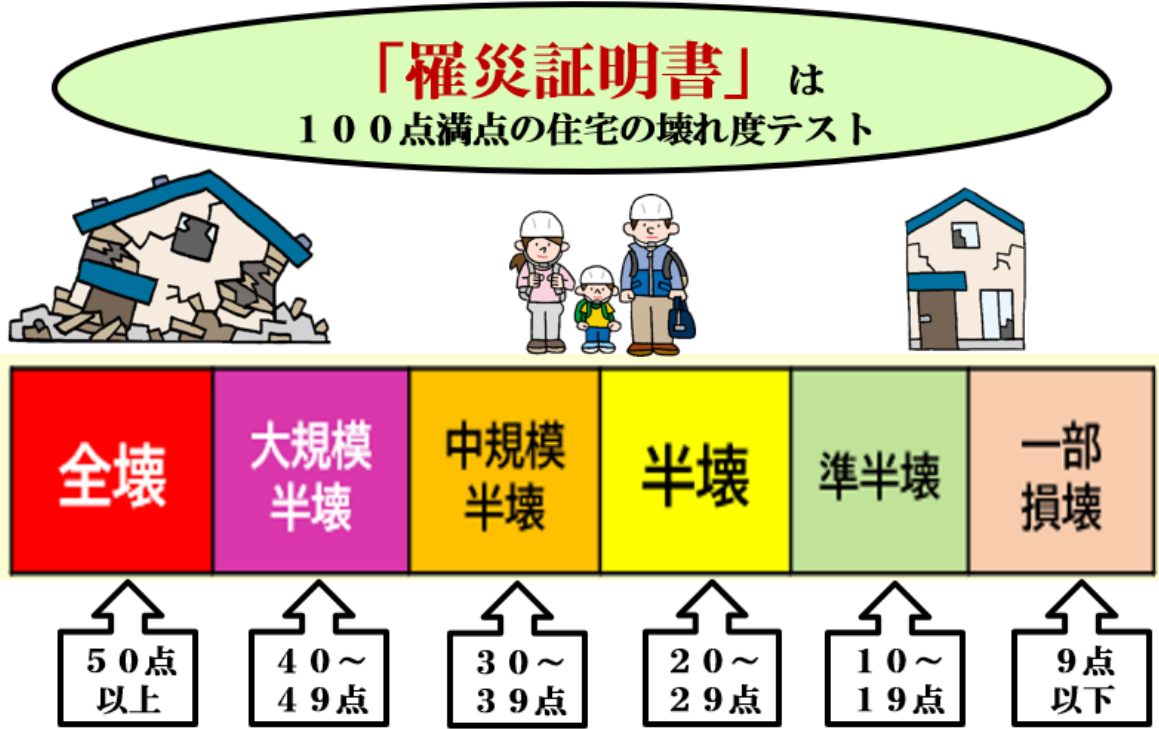 「罹災証明書」は
１００点満点の住宅の壊れ度テスト
全壊
大規模
半壊
中規模
半壊
半壊
準半壊
一部
損壊
５０点
以上
４０～
４９点
３０～
３９点
２０～
２９点
１０～
１９点
９点
以下